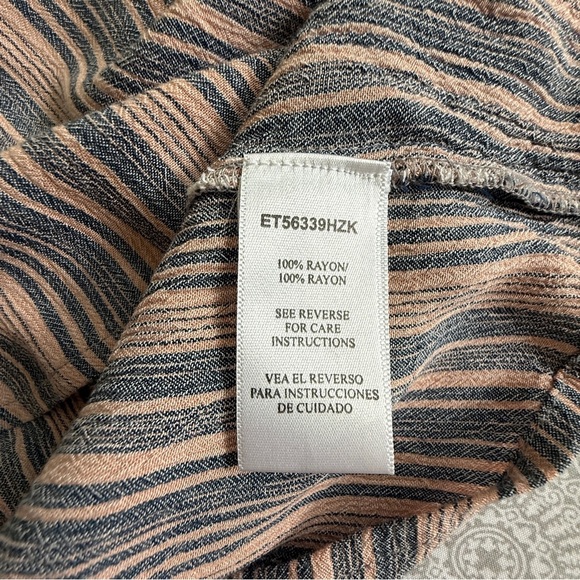 ET56339HZK
100% RAYON/
100% RAYON
SEE REVERSE
FOR CARE
INSTRUCTIONS
VEA EL REVERSO
PARA INSTRUCCIONES
DE CUIDADO